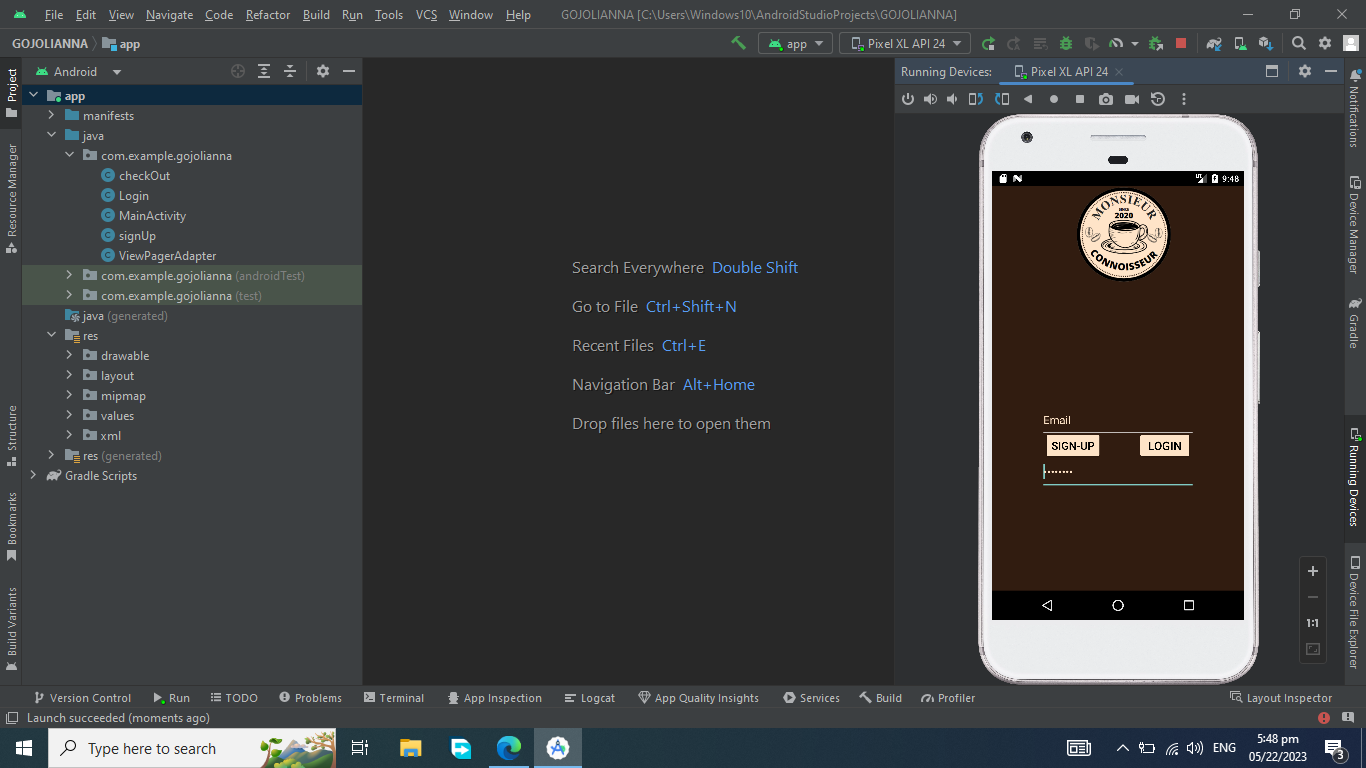 File Edit View Navigate Code Refactor Build Run Tools VCS Window Help GOJOLIANNA [C:\Users\Windows10\AndroidStudioProjects\GOJOLIANNA]
GOJOLIANNA app
app Pixel XL API 24
Project
Resource Manager
Structure
Bookmarks
Build Variants
Android
app
manifests
java
com.example.gojolianna
checkOut
Login
MainActivity
signUp
ViewPagerAdapter
com.example.gojolianna (androidTest)
com.example.gojolianna (test)
java (generated)
res
drawable
layout
mipmap
values
xml
res (generated)
Gradle Scripts
Search Everywhere Double Shift
Go to File Ctrl+Shift+N
Recent Files Ctrl+E
Navigation Bar Alt+Home
Drop files here to open them
Running Devices: Pixel XL API 24
9:48
MONSIEUR
SINCE
2020
CONNOISSEUR
Email
SIGN-UP LOGIN
1:1
Notifications
Device Manager
Gradle
Running Devices
Device File Explorer
Version Control Run TODO Problems Terminal App Inspection Logcat App Quality Insights Services Build Profiler Layout Inspector
Launch succeeded (moments ago)
Type here to search
ENG
5:48 pm
05/22/2023
3